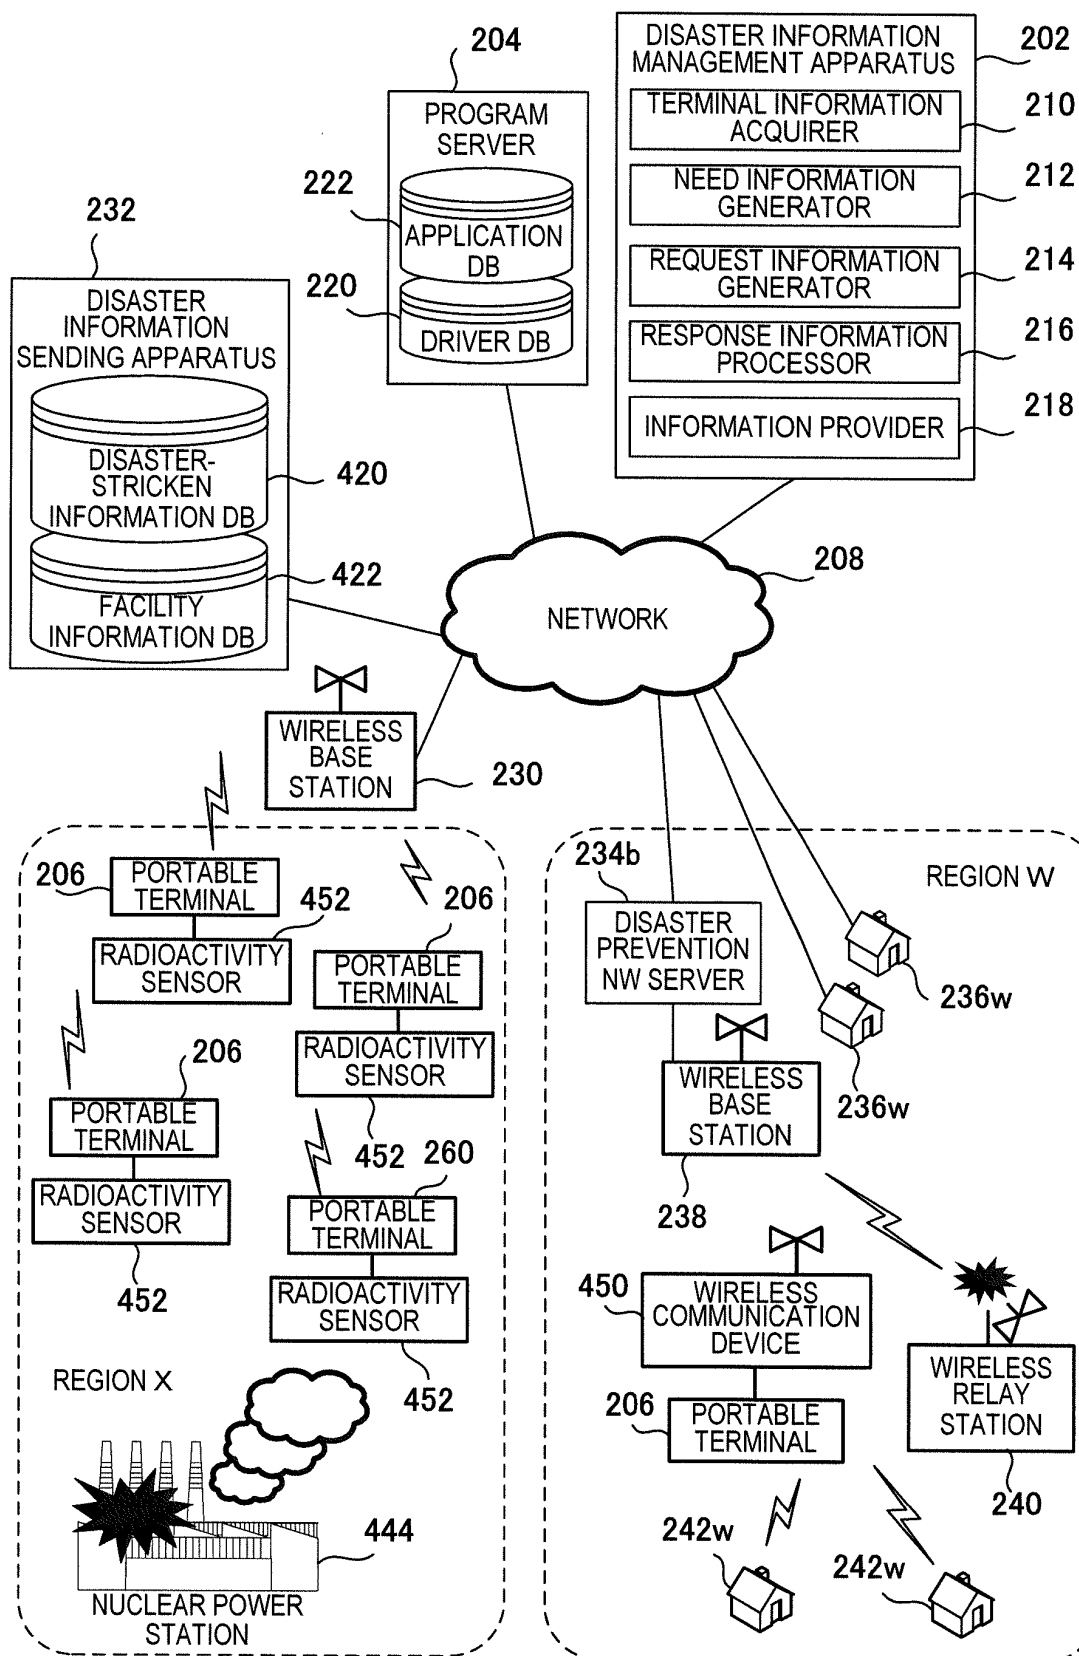 204
PROGRAM
SERVER
222
APPLICATION
DB
220
DRIVER DB
DISASTER INFORMATION
MANAGEMENT APPARATUS
202
TERMINAL INFORMATION
ACQUIRER
210
NEED INFORMATION
GENERATOR
212
REQUEST INFORMATION
GENERATOR
214
RESPONSE INFORMATION
PROCESSOR
216
INFORMATION PROVIDER
218
232
DISASTER
INFORMATION
SENDING APPARATUS
DISASTER-
STRICKEN
INFORMATION DB
420
FACILITY
INFORMATION DB
422
NETWORK
208
WIRELESS
BASE
STATION
230
206
PORTABLE
TERMINAL
452
RADIOACTIVITY
SENSOR
206
PORTABLE
TERMINAL
RADIOACTIVITY
SENSOR
452
206
PORTABLE
TERMINAL
RADIOACTIVITY
SENSOR
452
260
PORTABLE
TERMINAL
RADIOACTIVITY
SENSOR
452
REGION X
444
NUCLEAR POWER
STATION
REGION W
234b
DISASTER
PREVENTION
NW SERVER
236w
236w
WIRELESS
BASE
STATION
238
450
WIRELESS
COMMUNICATION
DEVICE
206
PORTABLE
TERMINAL
WIRELESS
RELAY
STATION
240
242w
242w